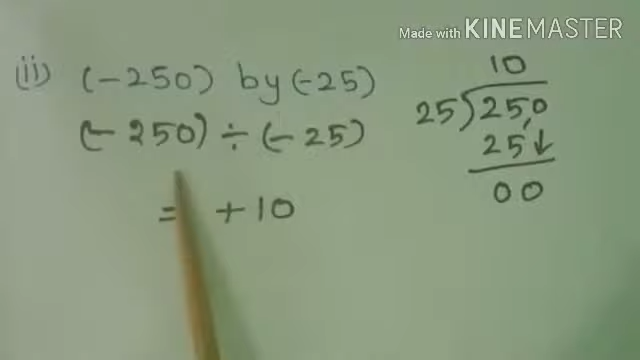 Made with KINEMASTER
(ii) (-250) by (-25)
(-250) ÷ (-25)
= +10
10
25)250
25↓
00